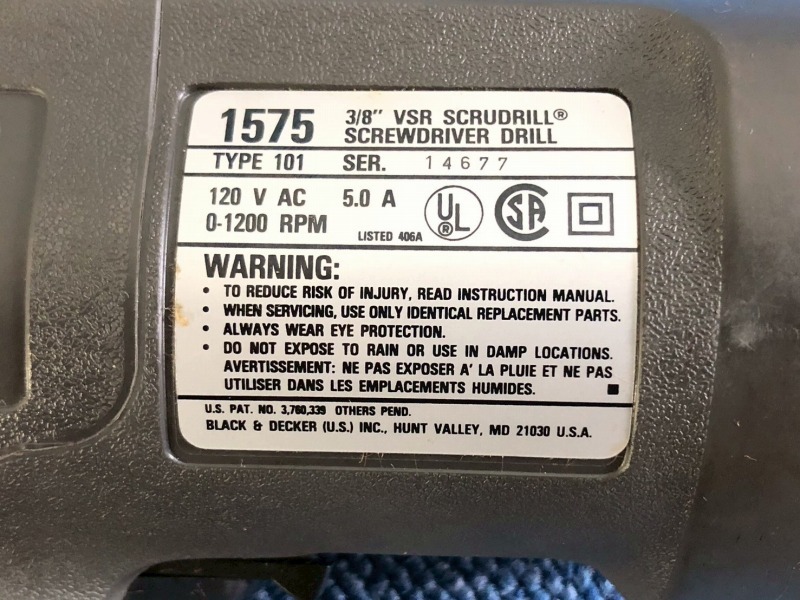 1575 3/8" VSR SCRUDRILL®
SCREWDRIVER DRILL
TYPE 101 SER. 14677
120 V AC 5.0 A
0-1200 RPM
UL ®
LISTED 406A
SA
WARNING:
• TO REDUCE RISK OF INJURY, READ INSTRUCTION MANUAL.
• WHEN SERVICING, USE ONLY IDENTICAL REPLACEMENT PARTS.
• ALWAYS WEAR EYE PROTECTION.
• DO NOT EXPOSE TO RAIN OR USE IN DAMP LOCATIONS.
AVERTISSEMENT: NE PAS EXPOSER A' LA PLUIE ET NE PAS
UTILISER DANS LES EMPLACEMENTS HUMIDES. ■
U.S. PAT. NO. 3,760,339 OTHERS PEND.
BLACK & DECKER (U.S.) INC., HUNT VALLEY, MD 21030 U.S.A.